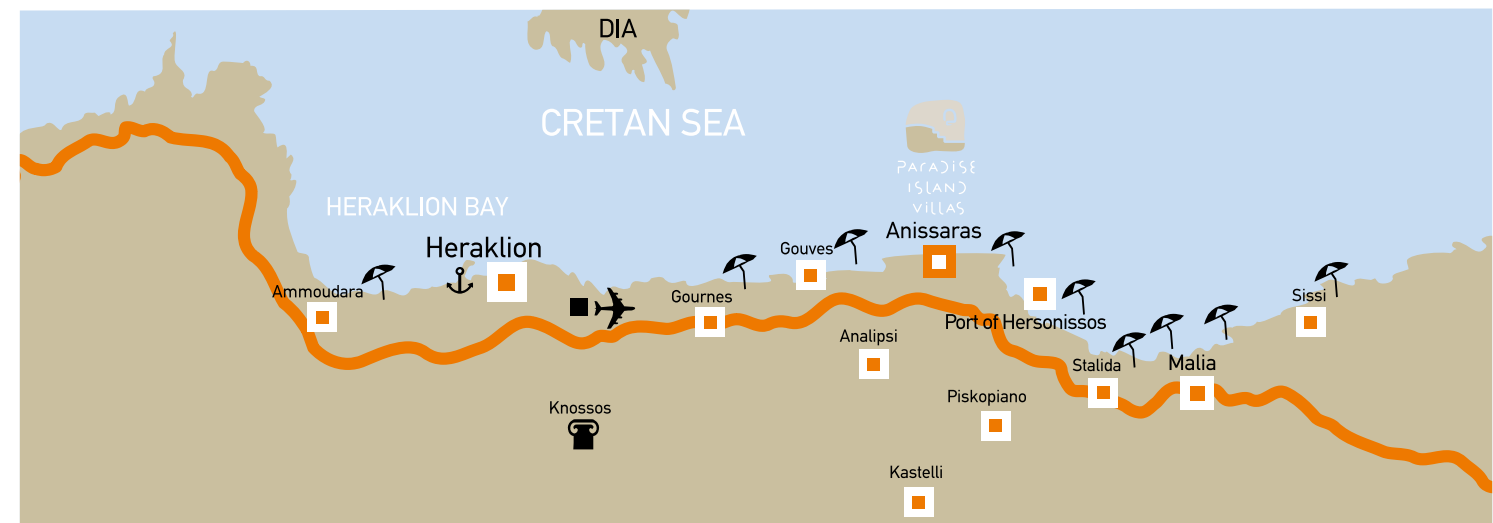 DIA
CRETAN SEA
PARADISE
ISLAND
VILLAS
HERAKLION BAY
Heraklion
Gouves
Anissaras
Ammoudara
Gournes
Sissi
Port of Hersonissos
Analipsi
Stalida
Malia
Piskopiano
Knossos
Kastelli